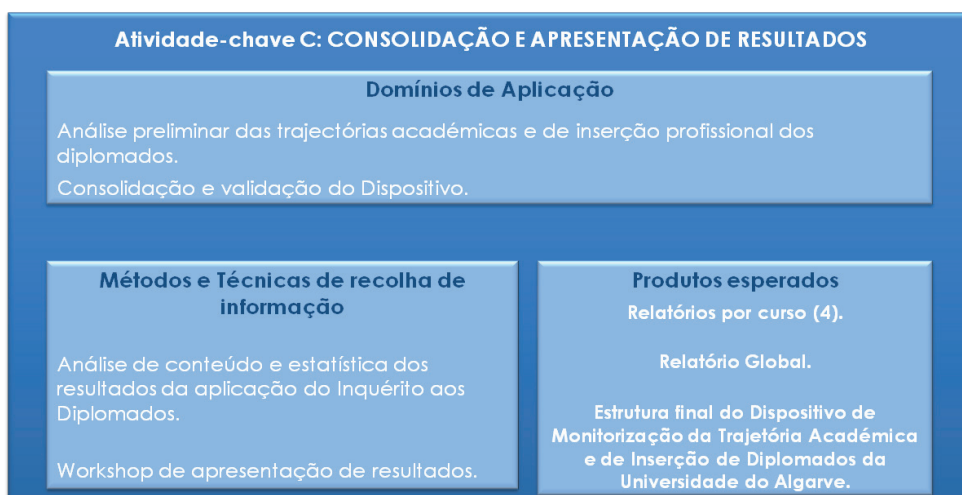 Atividade-chave C: CONSOLIDAÇÃO E APRESENTAÇÃO DE RESULTADOS
Domínios de Aplicação
Análise preliminar das trajectórias académicas e de inserção profissional dos
diplomados.
Consolidação e validação do Dispositivo.
Métodos e Técnicas de recolha de
informação
Análise de conteúdo e estatística dos
resultados da aplicação do Inquérito aos
Diplomados.
Workshop de apresentação de resultados.
Produtos esperados
Relatórios por curso (4).
Relatório Global.
Estrutura final do Dispositivo de
Monitorização da Trajetória Académica
e de Inserção de Diplomados da
Universidade do Algarve.